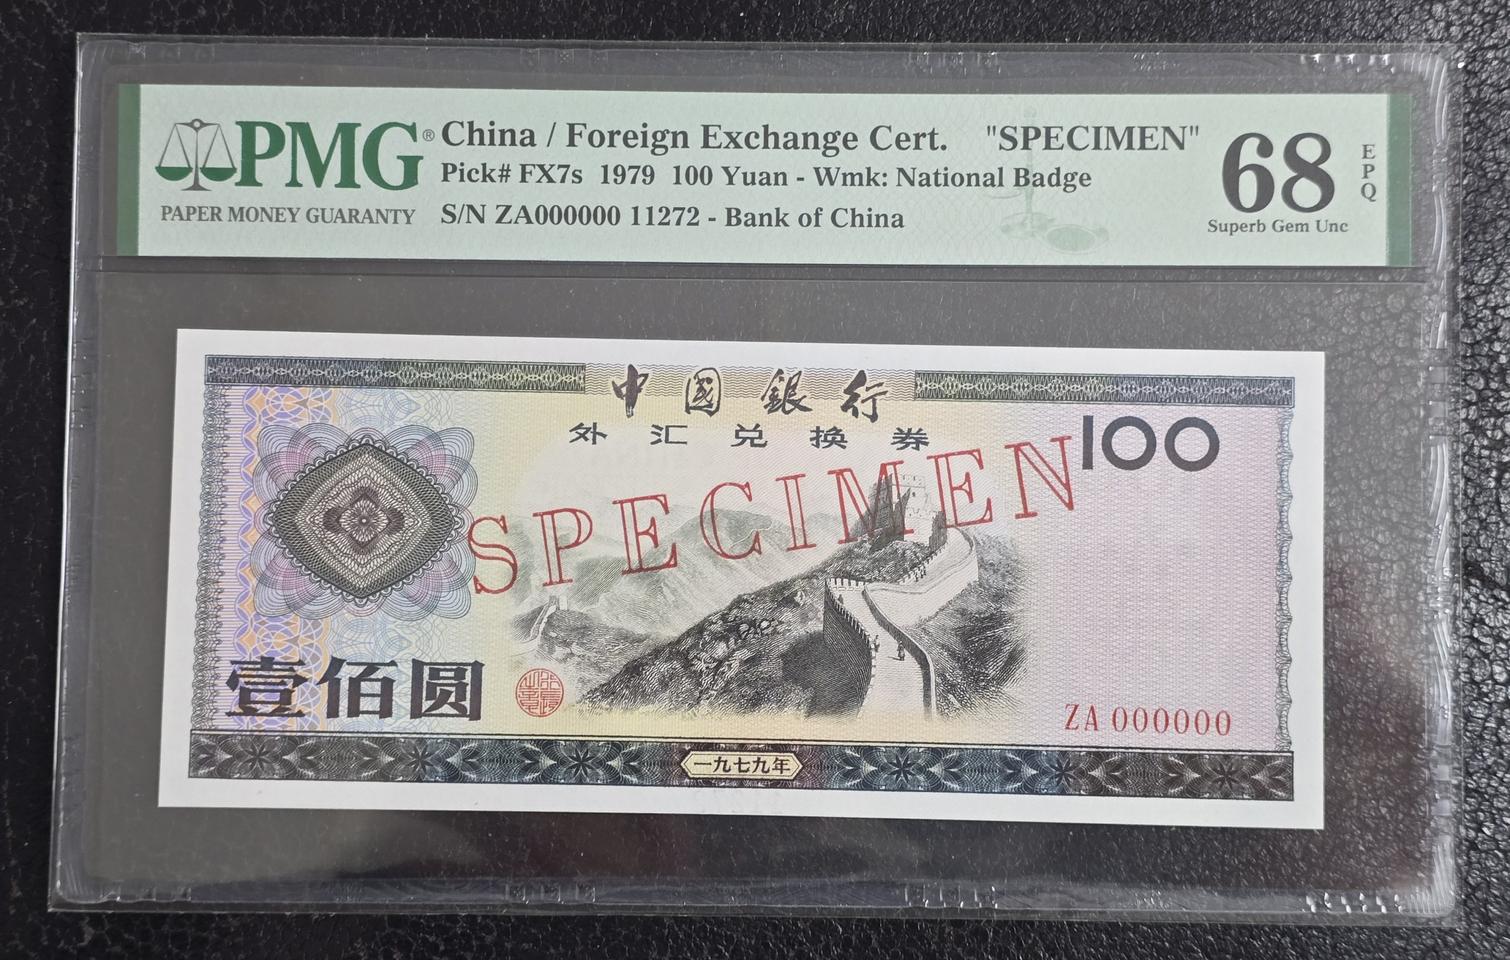 PMG®
PAPER MONEY GUARANTY
China / Foreign Exchange Cert. "SPECIMEN"
Pick# FX7s 1979 100 Yuan - Wmk: National Badge
S/N ZA000000 11272 - Bank of China
68
EPQ
Superb Gem Unc
中國銀行
外汇兑换券
100
SPECIMEN
壹佰圆
ZA 000000
一九七九年